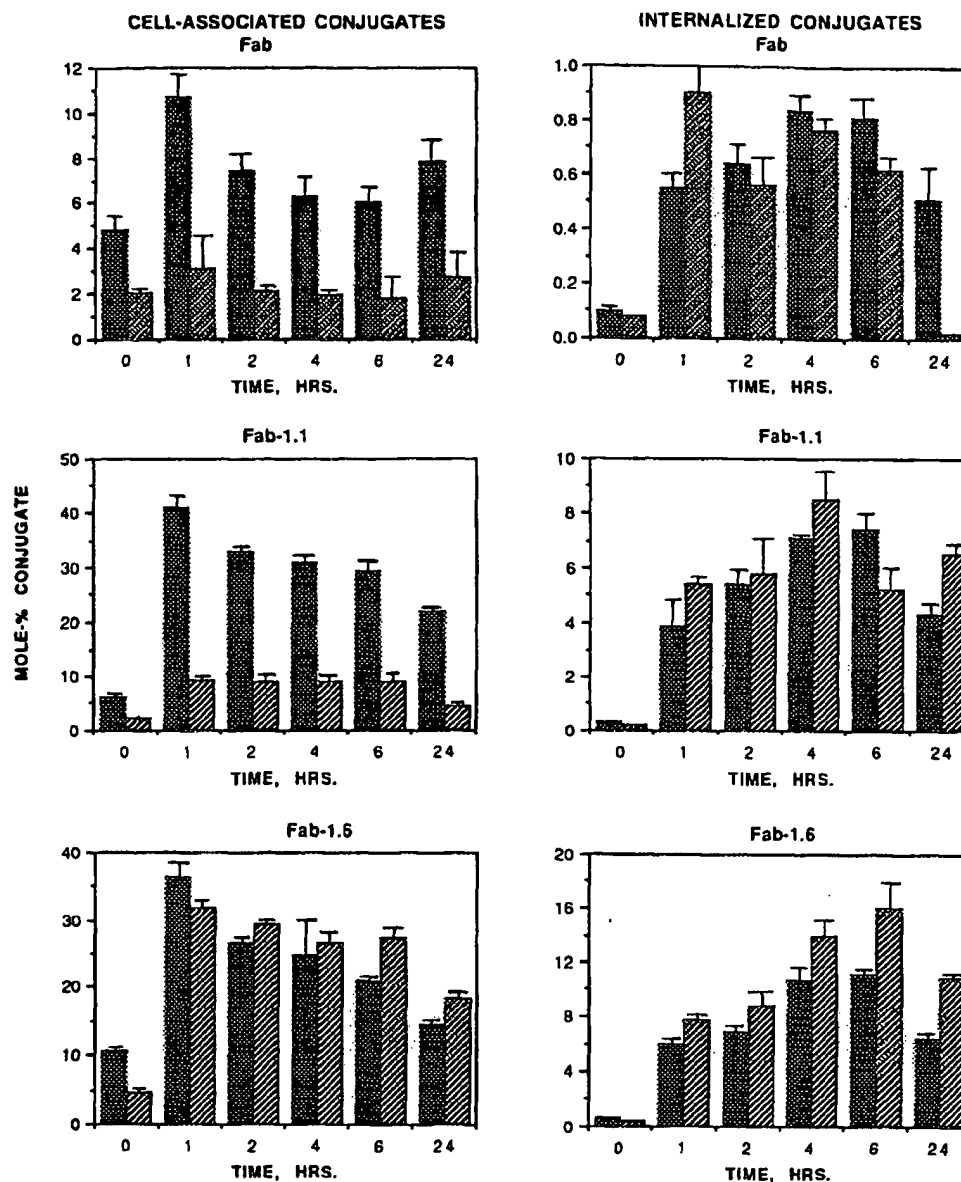 CELL-ASSOCIATED CONJUGATES
Fab
12
10
8
6
4
2
0
0 1 2 4 6 24
TIME, HRS.
INTERNALIZED CONJUGATES
Fab
1.0
0.8
0.6
0.4
0.2
0.0
0 1 2 4 6 24
TIME, HRS.
MOLE-% CONJUGATE
Fab-1.1
50
40
30
20
10
0
0 1 2 4 6 24
TIME, HRS.
Fab-1.1
10
8
6
4
2
0
0 1 2 4 6 24
TIME, HRS.
Fab-1.6
40
30
20
10
0
0 1 2 4 6 24
TIME, HRS.
Fab-1.6
20
16
12
8
4
0
0 1 2 4 6 24
TIME, HRS.